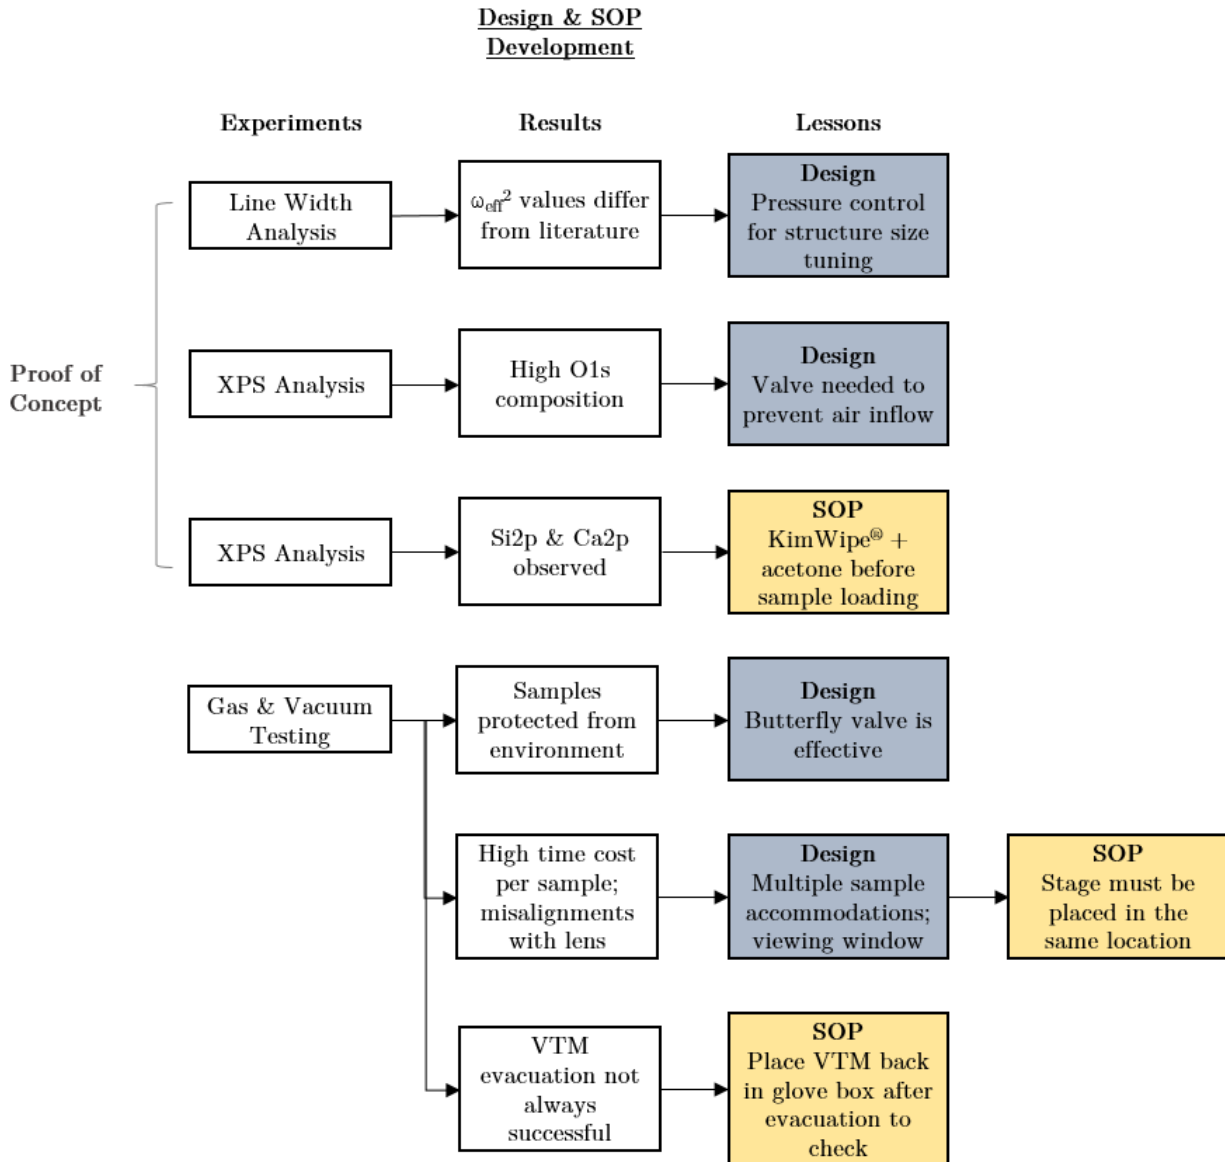 Design & SOP
Development
Experiments
Results
Lessons
Proof of
Concept
Line Width
Analysis
ω_eff² values differ
from literature
Design
Pressure control
for structure size
tuning
XPS Analysis
High O1s
composition
Design
Valve needed to
prevent air inflow
XPS Analysis
Si2p & Ca2p
observed
SOP
KimWipe® +
acetone before
sample loading
Gas & Vacuum
Testing
Samples
protected from
environment
Design
Butterfly valve is
effective
High time cost
per sample;
misalignments
with lens
Design
Multiple sample
accommodations;
viewing window
SOP
Stage must be
placed in the
same location
VTM
evacuation not
always
successful
SOP
Place VTM back
in glove box after
evacuation to
check